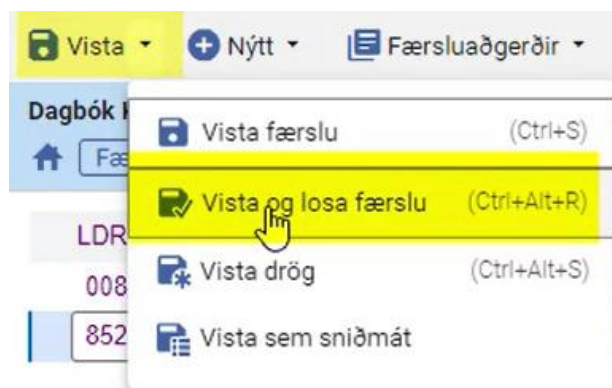 Vista Nýtt Færsluaðgerðir
Dagbók
Vista færslu (Ctrl+S)
Vista og losa færslu (Ctrl+Alt+R)
LDR
Vista drög (Ctrl+Alt+S)
008
852 Vista sem sniðmát